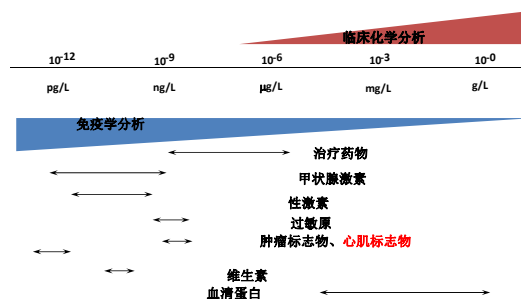 临床化学分析
10-12 10-9 10-6 10-3 10-0
pg/L ng/L μg/L mg/L g/L
免疫学分析
治疗药物
甲状腺激素
性激素
过敏原
肿瘤标志物、心肌标志物
维生素
血清蛋白